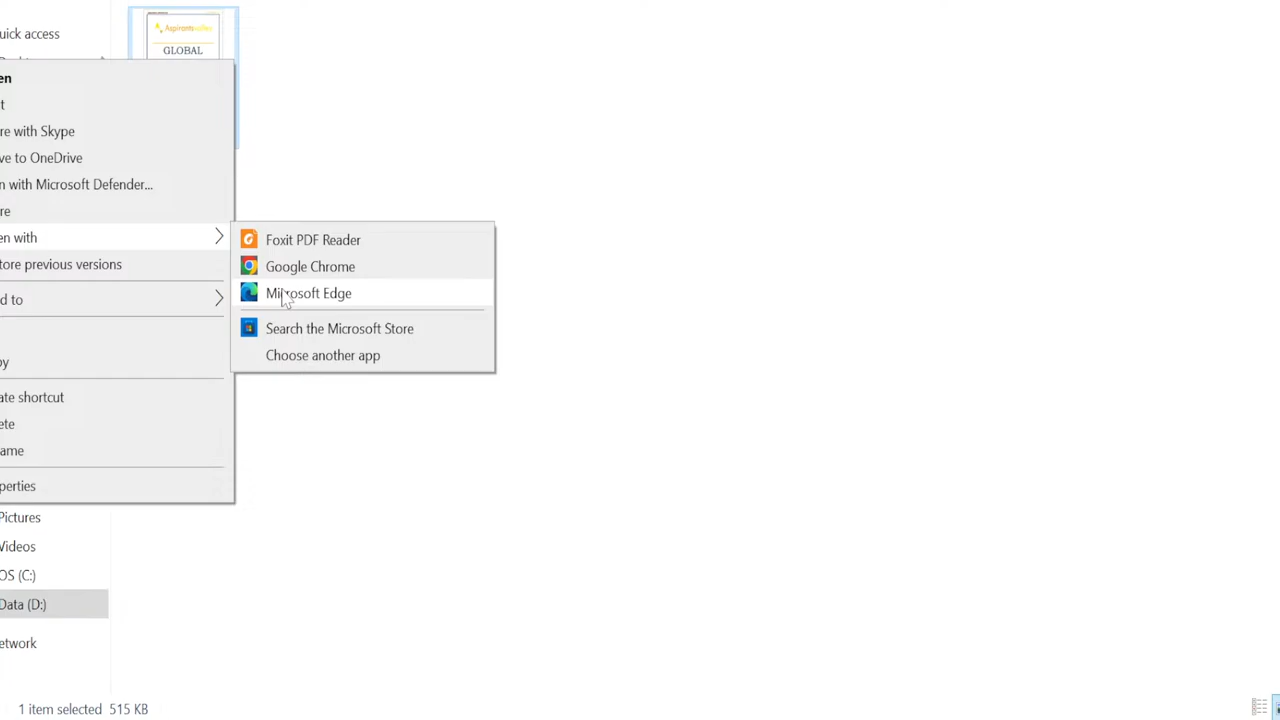 uick access
GLOBAL
en
t
re with Skype
ve to OneDrive
n with Microsoft Defender...
re
en with
tore previous versions
d to
py
ate shortcut
ete
ame
perties
Foxit PDF Reader
Google Chrome
Microsoft Edge
Search the Microsoft Store
Choose another app
Pictures
Videos
OS (C:)
Data (D:)
etwork
1 item selected 515 KB